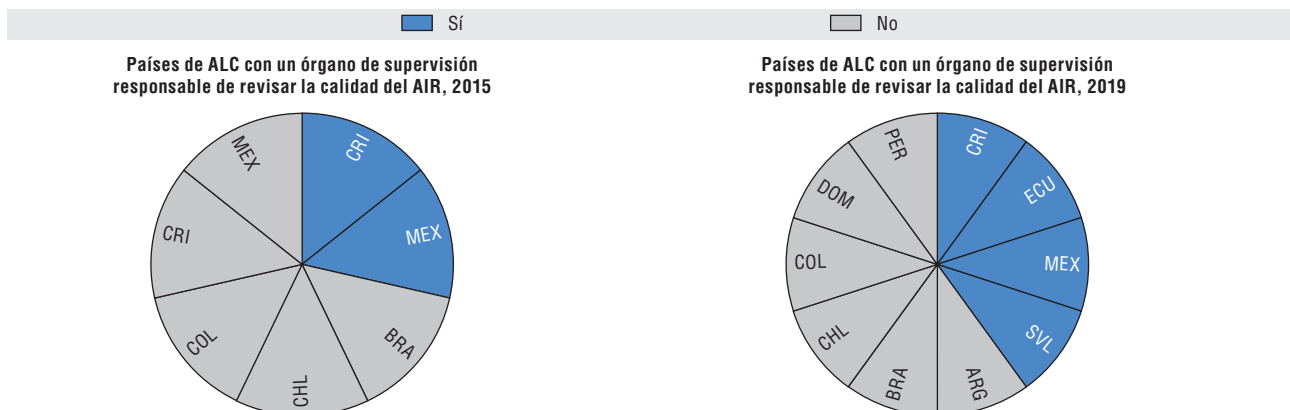 Sí
No
Países de ALC con un órgano de supervisión
responsable de revisar la calidad del AIR, 2015
CRI
MEX
BRA
CHL
COL
CRI
MEX
Países de ALC con un órgano de supervisión
responsable de revisar la calidad del AIR, 2019
CRI
ECU
MEX
SVL
ARG
BRA
CHL
COL
DOM
PER